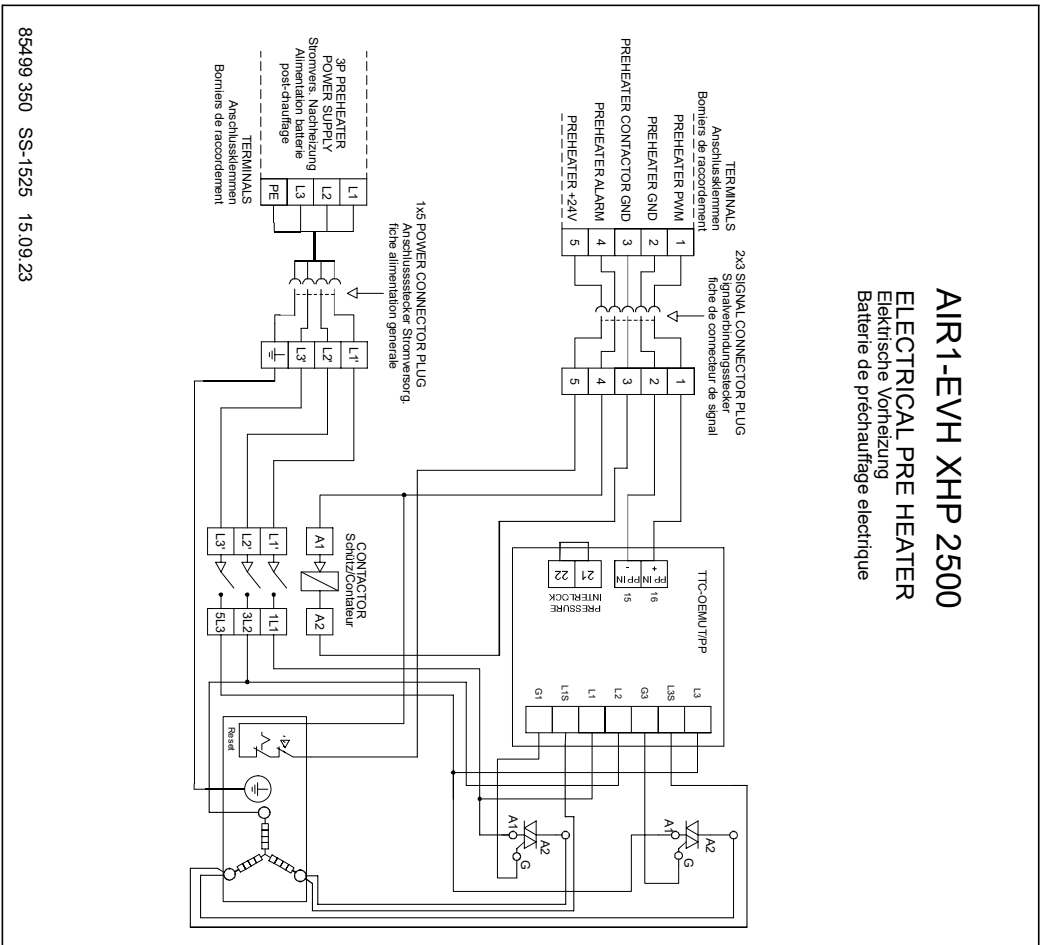 AIR1-EVH XHP 2500
ELECTRICAL PRE HEATER
Elektrische Vorheizung
Batterie de préchauffage electrique
TERMINALS
Anschlussklemmen
Borniers de raccordement
PREHEATER PWM
PREHEATER GND
PREHEATER CONTACTOR GND
PREHEATER ALARM
PREHEATER +24V
1
2
3
4
5
2x3 SIGNAL CONNECTOR PLUG
Signalverbindungsstecker
fiche de connecteur de signal
1
2
3
4
5
TTC-OEMUT/PP
PP IN +
PP IN -
16
15
21
22
PRESSURE
INTERLOCK
L3
L3S
G3
L2
L1
L1S
G1
A1
A2
G
A1
A2
G
3P PREHEATER
POWER SUPPLY
Stromvers. Nachheizung
Alimentation batterie
post-chauffage
L1
L2
L3
PE
TERMINALS
Anschlussklemmen
Borniers de raccordement
1x5 POWER CONNECTOR PLUG
Anschlussstecker Stromversorg.
fiche alimentation generale
L1'
L2'
L3'
CONTACTOR
Schütz/Contateur
A1
A2
L1'
L2'
L3'
1L1
3L2
5L3
Reset
85499 350 SS-1525 15.09.23